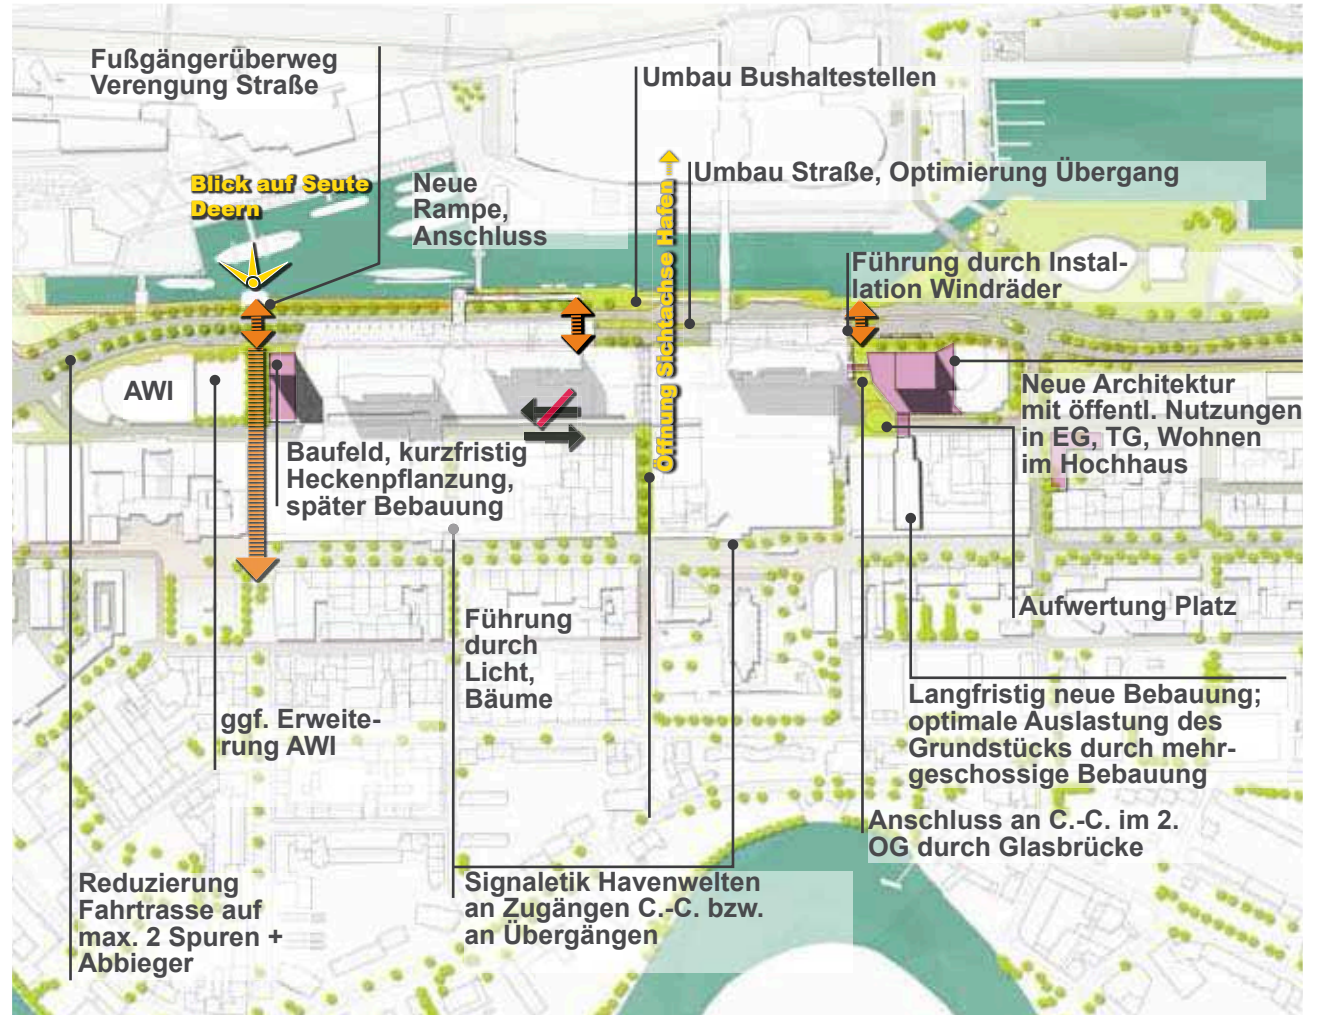 Fußgängerüberweg
Verengung Straße
Umbau Bushaltestellen
Blick auf Seute
Deern
Neue
Rampe,
Anschluss
Umbau Straße, Optimierung Übergang
Öffnung Sichtachse Hafen
Führung durch Instal-
lation Windräder
AWI
Neue Architektur
mit öffentl. Nutzungen
in EG, TG, Wohnen
im Hochhaus
Baufeld, kurzfristig
Heckenpflanzung,
später Bebauung
Aufwertung Platz
Führung
durch
Licht,
Bäume
ggf. Erweite-
rung AWI
Langfristig neue Bebauung;
optimale Auslastung des
Grundstücks durch mehr-
geschossige Bebauung
Anschluss an C.-C. im 2.
OG durch Glasbrücke
Reduzierung
Fahrtrasse auf
max. 2 Spuren +
Abbieger
Signaletik Havenwelten
an Zugängen C.-C. bzw.
an Übergängen